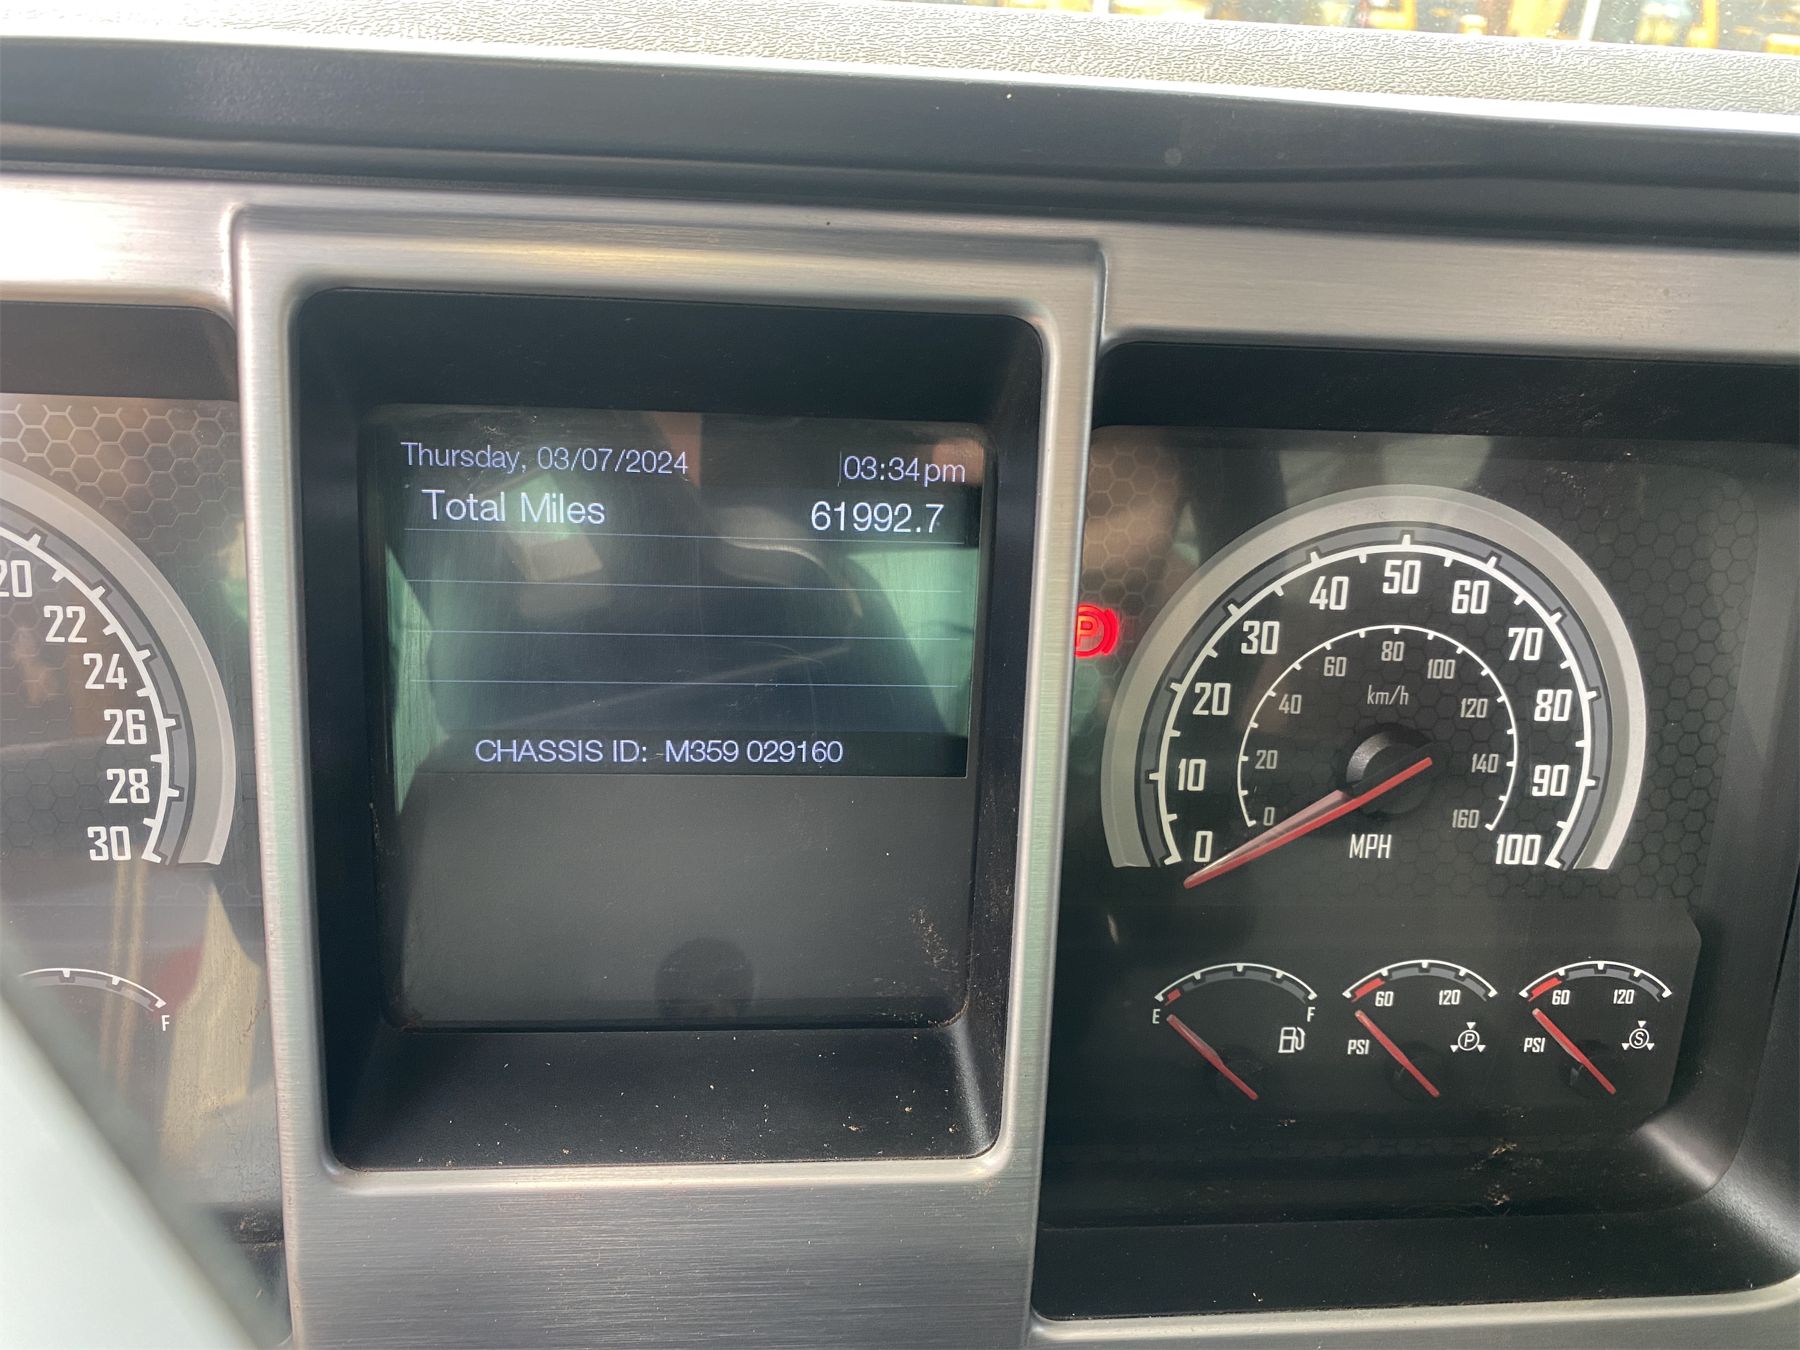 Thursday, 03/07/2024 03:34pm
Total Miles 61992.7
CHASSIS ID: -M359 029160
20
22
24
26
28
30
F
P
0 10 20 30 40 50 60 70 80 90 100
0 20 40 60 80 100 120 140 160
km/h
MPH
E F
60 120
PSI P
60 120
PSI S